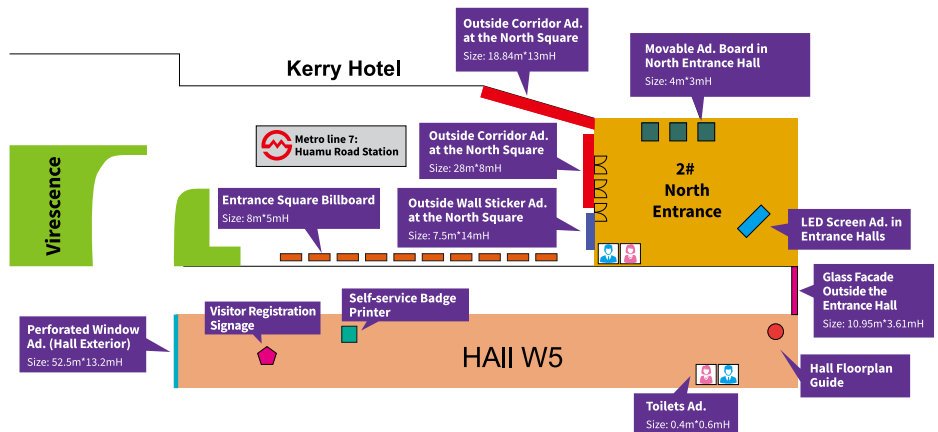 Outside Corridor Ad.
at the North Square
Size: 18.84m*13mH
Movable Ad. Board in
North Entrance Hall
Size: 4m*3mH
Kerry Hotel
Metro line 7:
Huamu Road Station
Outside Corridor Ad.
at the North Square
Size: 28m*8mH
2#
North
Entrance
Virescence
Entrance Square Billboard
Size: 8m*5mH
Outside Wall Sticker Ad.
at the North Square
Size: 7.5m*14mH
LED Screen Ad. in
Entrance Halls
Glass Facade
Outside the
Entrance Hall
Size: 10.95m*3.61mH
Visitor Registration
Signage
Self-service Badge
Printer
Perforated Window
Ad. (Hall Exterior)
Size: 52.5m*13.2mH
HAll W5
Hall Floorplan
Guide
Toilets Ad.
Size: 0.4m*0.6mH